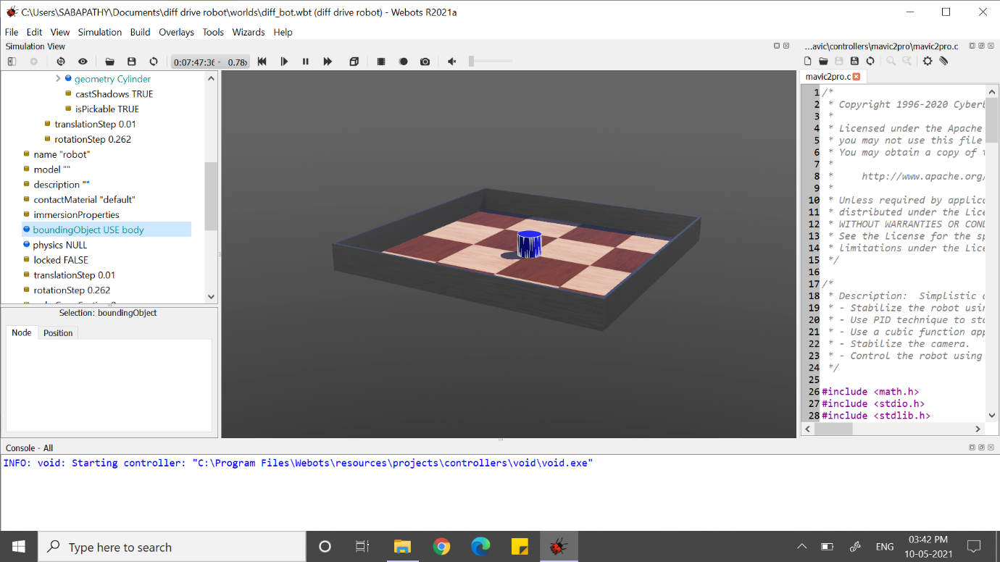 C:\Users\SABAPATHY\Documents\diff drive robot\worlds\diff_bot.wbt (diff drive robot) - Webots R2021a
File Edit View Simulation Build Overlays Tools Wizards Help
Simulation View
0:07:47:36 - 0.78x
geometry Cylinder
castShadows TRUE
isPickable TRUE
translationStep 0.01
rotationStep 0.262
name "robot"
model ""
description ""
contactMaterial "default"
immersionProperties
boundingObject USE body
physics NULL
locked FALSE
translationStep 0.01
rotationStep 0.262
Selection: boundingObject
Node Position
...avic\controllers\mavic2pro\mavic2pro.c
mavic2pro.c
1 /*
2 * Copyright 1996-2020 Cyberb
3 *
4 * Licensed under the Apache
5 * you may not use this file
6 * You may obtain a copy of t
7 *
8 * http://www.apache.org/
9 *
10 * Unless required by applica
11 * distributed under the Lice
12 * WITHOUT WARRANTIES OR COND
13 * See the License for the sp
14 * limitations under the Lice
15 */
16
17 /*
18 * Description: Simplistic d
19 * - Stabilize the robot usin
20 * - Use PID technique to sta
21 * - Use a cubic function app
22 * - Stabilize the camera.
23 * - Control the robot using
24 */
25
26 #include <math.h>
27 #include <stdio.h>
28 #include <stdlib.h>
Console - All
INFO: void: Starting controller: "C:\Program Files\Webots\resources\projects\controllers\void\void.exe"
Type here to search
ENG
03:42 PM
10-05-2021